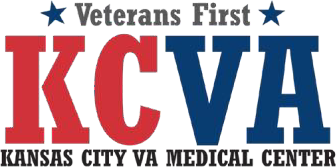 Veterans First
KCVA
KANSAS CITY VA MEDICAL CENTER